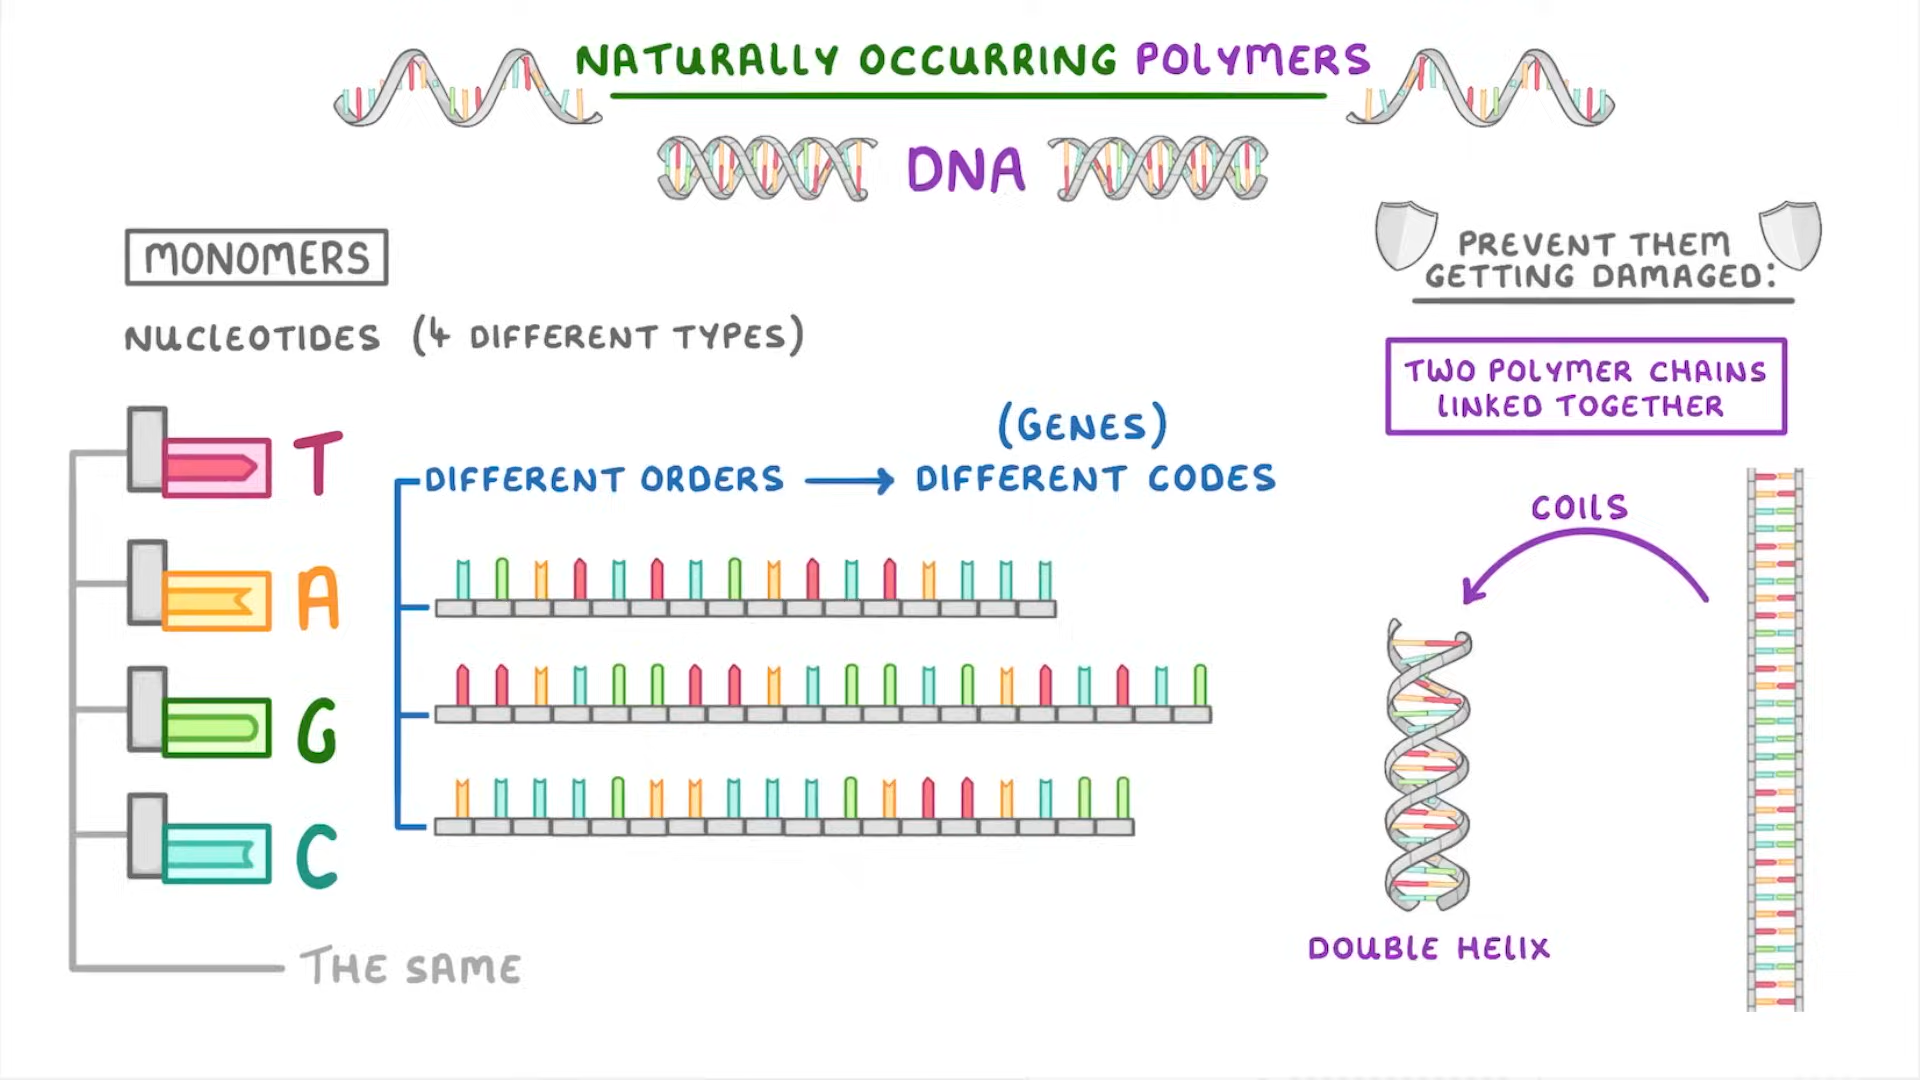 NATURALLY OCCURRING POLYMERS
DNA
MONOMERS
NUCLEOTIDES (4 DIFFERENT TYPES)
T
A
G
C
THE SAME
(GENES)
DIFFERENT ORDERS → DIFFERENT CODES
PREVENT THEM
GETTING DAMAGED:
TWO POLYMER CHAINS
LINKED TOGETHER
COILS
DOUBLE HELIX